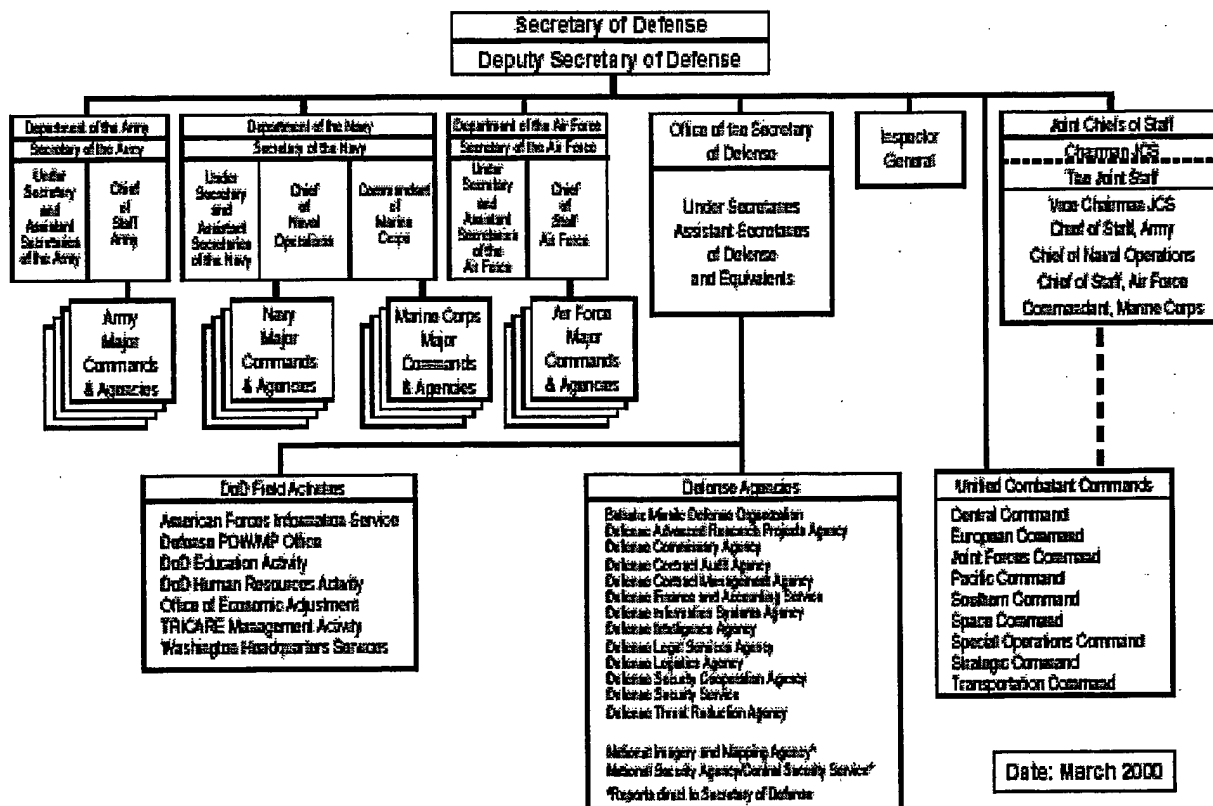 Secretary of Defense
Deputy Secretary of Defense
Department of the Army
Secretary of the Army
Under
Secretary
and
Assistant
Secretaries
of the Army
Chief
of
Staff
Army
Department of the Navy
Secretary of the Navy
Under
Secretary
and
Assistant
Secretaries
of the Navy
Chief
of
Naval
Operations
Commandant
of
Marine
Corps
Department of the Air Force
Secretary of the Air Force
Under
Secretary
and
Assistant
Secretaries
of the
Air Force
Chief
of
Staff
Air Force
Office of the Secretary
of Defense
Under Secretaries
Assistant Secretaries
of Defense
and Equivalents
Inspector
General
Joint Chiefs of Staff
Chairman JCS
The Joint Staff
Vice Chairman JCS
Chief of Staff, Army
Chief of Naval Operations
Chief of Staff, Air Force
Commandant, Marine Corps
Army
Major
Commands
& Agencies
Navy
Major
Commands
& Agencies
Marine Corps
Major
Commands
& Agencies
Air Force
Major
Commands
& Agencies
DoD Field Activities
American Forces Information Service
Defense POW/MP Office
DoD Education Activity
DoD Human Resources Activity
Office of Economic Adjustment
TRICARE Management Activity
Washington Headquarters Services
Defense Agencies
Ballistic Missile Defense Organization
Defense Advanced Research Projects Agency
Defense Commissary Agency
Defense Contract Audit Agency
Defense Contract Management Agency
Defense Finance and Accounting Service
Defense Information Systems Agency
Defense Intelligence Agency
Defense Legal Services Agency
Defense Logistics Agency
Defense Security Cooperation Agency
Defense Security Service
Defense Threat Reduction Agency
National Imagery and Mapping Agency*
National Security Agency/Central Security Service*
*Reports direct to Secretary of Defense
Unified Combatant Commands
Central Command
European Command
Joint Forces Command
Pacific Command
Southern Command
Space Command
Special Operations Command
Strategic Command
Transportation Command
Date: March 2000